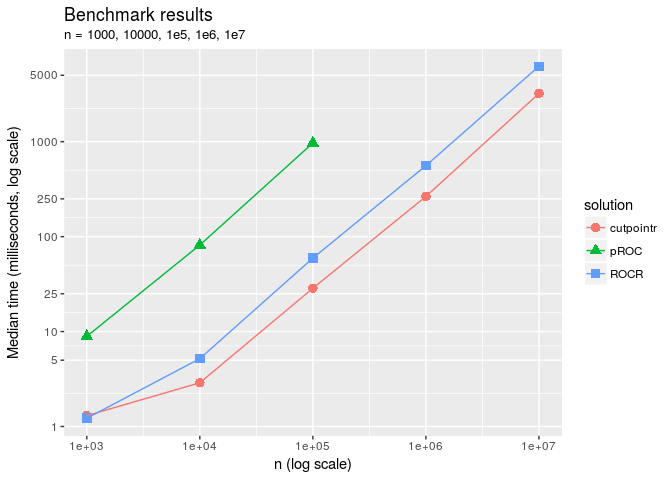 Benchmark results
n = 1000, 10000, 1e5, 1e6, 1e7
Median time (milliseconds, log scale)
5000
1000
250
100
25
10
5
1
1e+03
1e+04
1e+05
1e+06
1e+07
n (log scale)
solution
cutpointr
pROC
ROCR